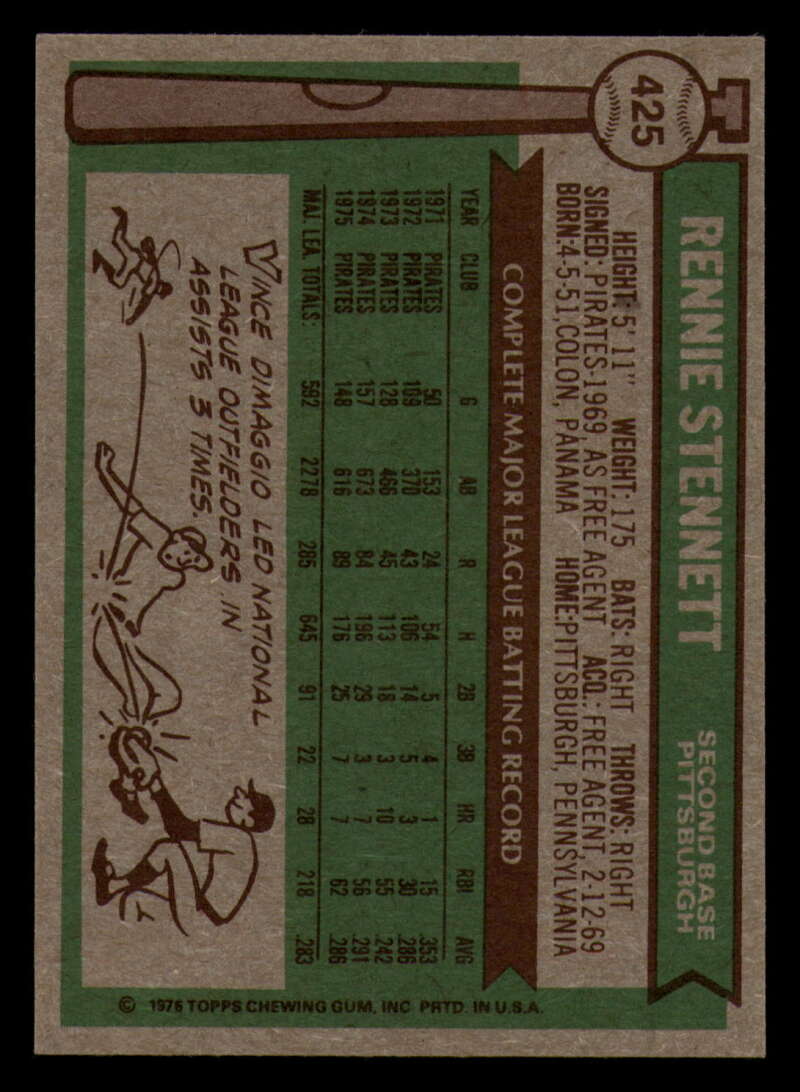 425
RENNIE STENNETT
SECOND BASE
PITTSBURGH
HEIGHT: 5' 11" WEIGHT: 175 BATS: RIGHT THROWS: RIGHT
SIGNED: PIRATES-1969, AS FREE AGENT ACQ.: FREE AGENT, 2-12-69
BORN:4-5-51,COLON, PANAMA HOME:PITTSBURGH, PENNSYLVANIA
COMPLETE MAJOR LEAGUE BATTING RECORD
YEAR CLUB G AB R H 2B 3B HR RBI AVG
1971 PIRATES 50 153 24 54 5 4 1 15 .353
1972 PIRATES 109 370 43 106 14 5 3 30 .286
1973 PIRATES 128 466 45 113 18 3 10 55 .242
1974 PIRATES 157 673 84 196 29 3 7 56 .291
1975 PIRATES 148 616 89 176 25 7 7 62 .286
MAJ. LEA. TOTALS: 592 2278 285 645 91 22 28 218 .283
VINCE DIMAGGIO LED NATIONAL
LEAGUE OUTFIELDERS IN
ASSISTS 3 TIMES.
© 1976 TOPPS CHEWING GUM, INC PRTD. IN U.S.A.